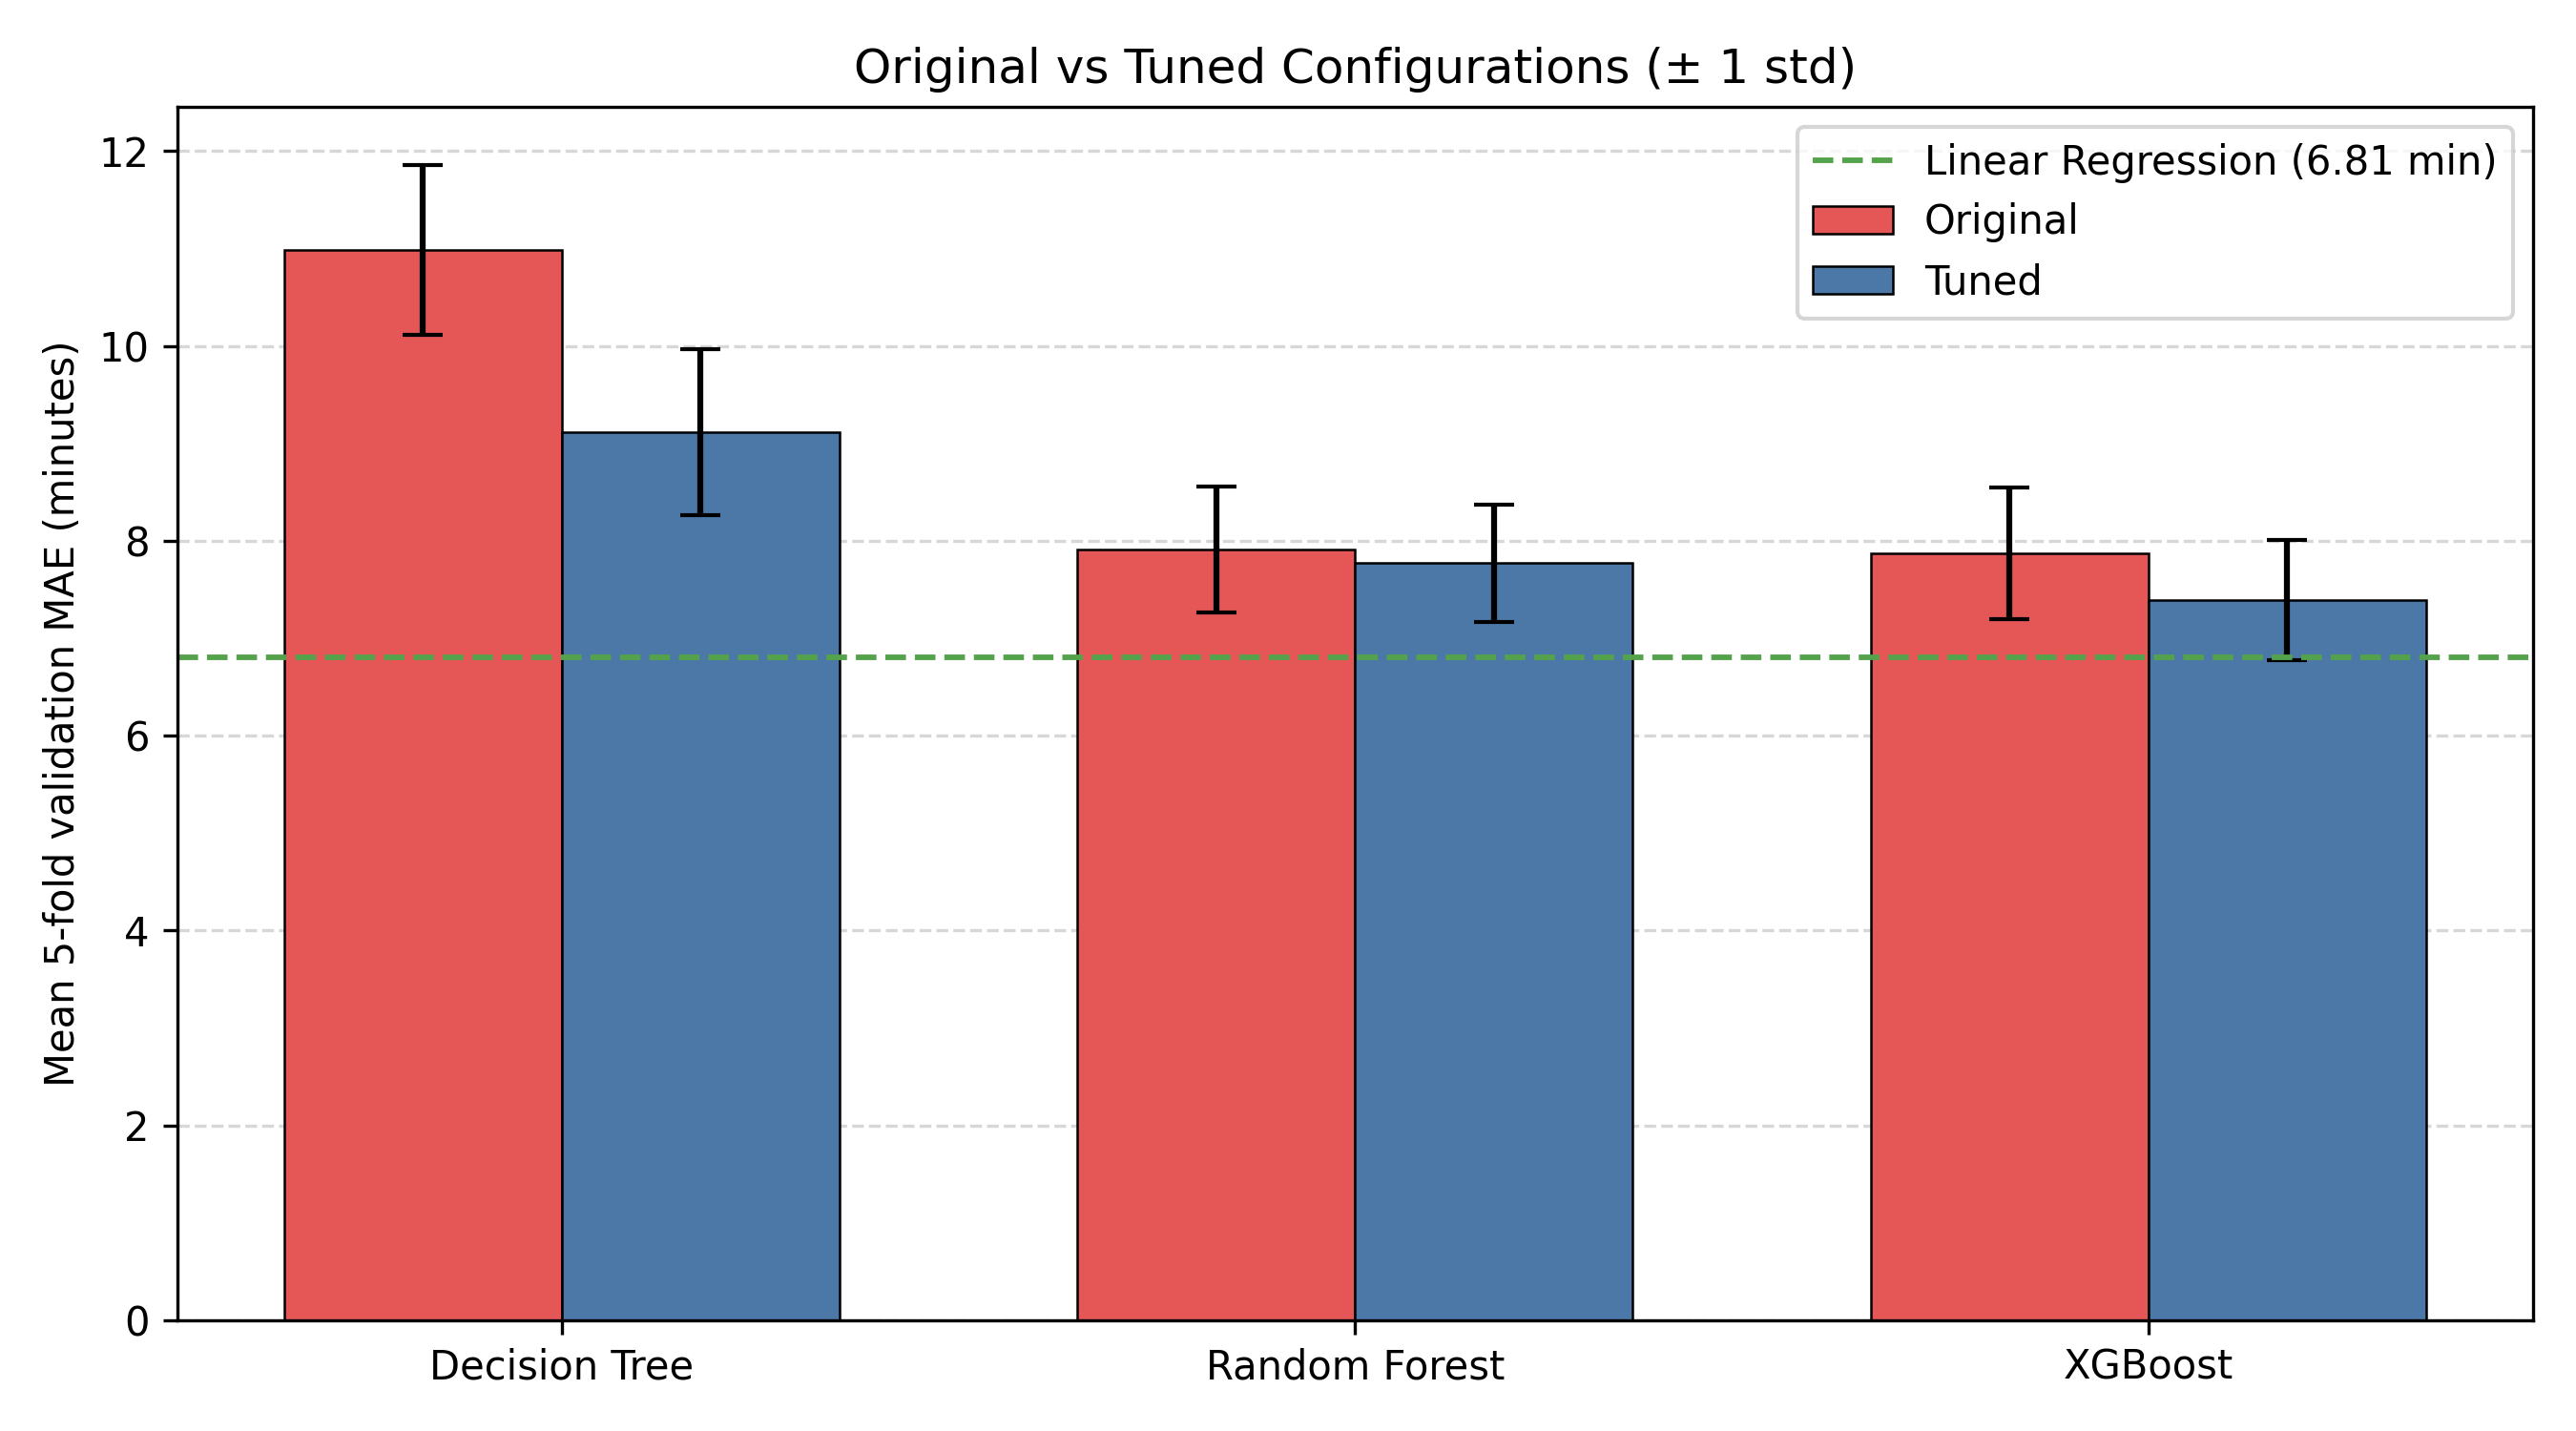 Original vs Tuned Configurations (± 1 std)
Linear Regression (6.81 min)
Original
Tuned
Mean 5-fold validation MAE (minutes)
12
10
8
6
4
2
0
Decision Tree
Random Forest
XGBoost